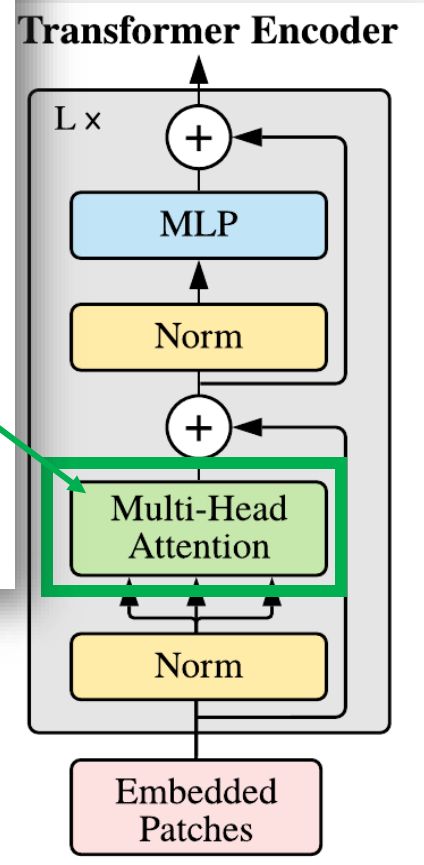 Transformer Encoder
L ×
+
MLP
Norm
+
Multi-Head
Attention
Norm
Embedded
Patches